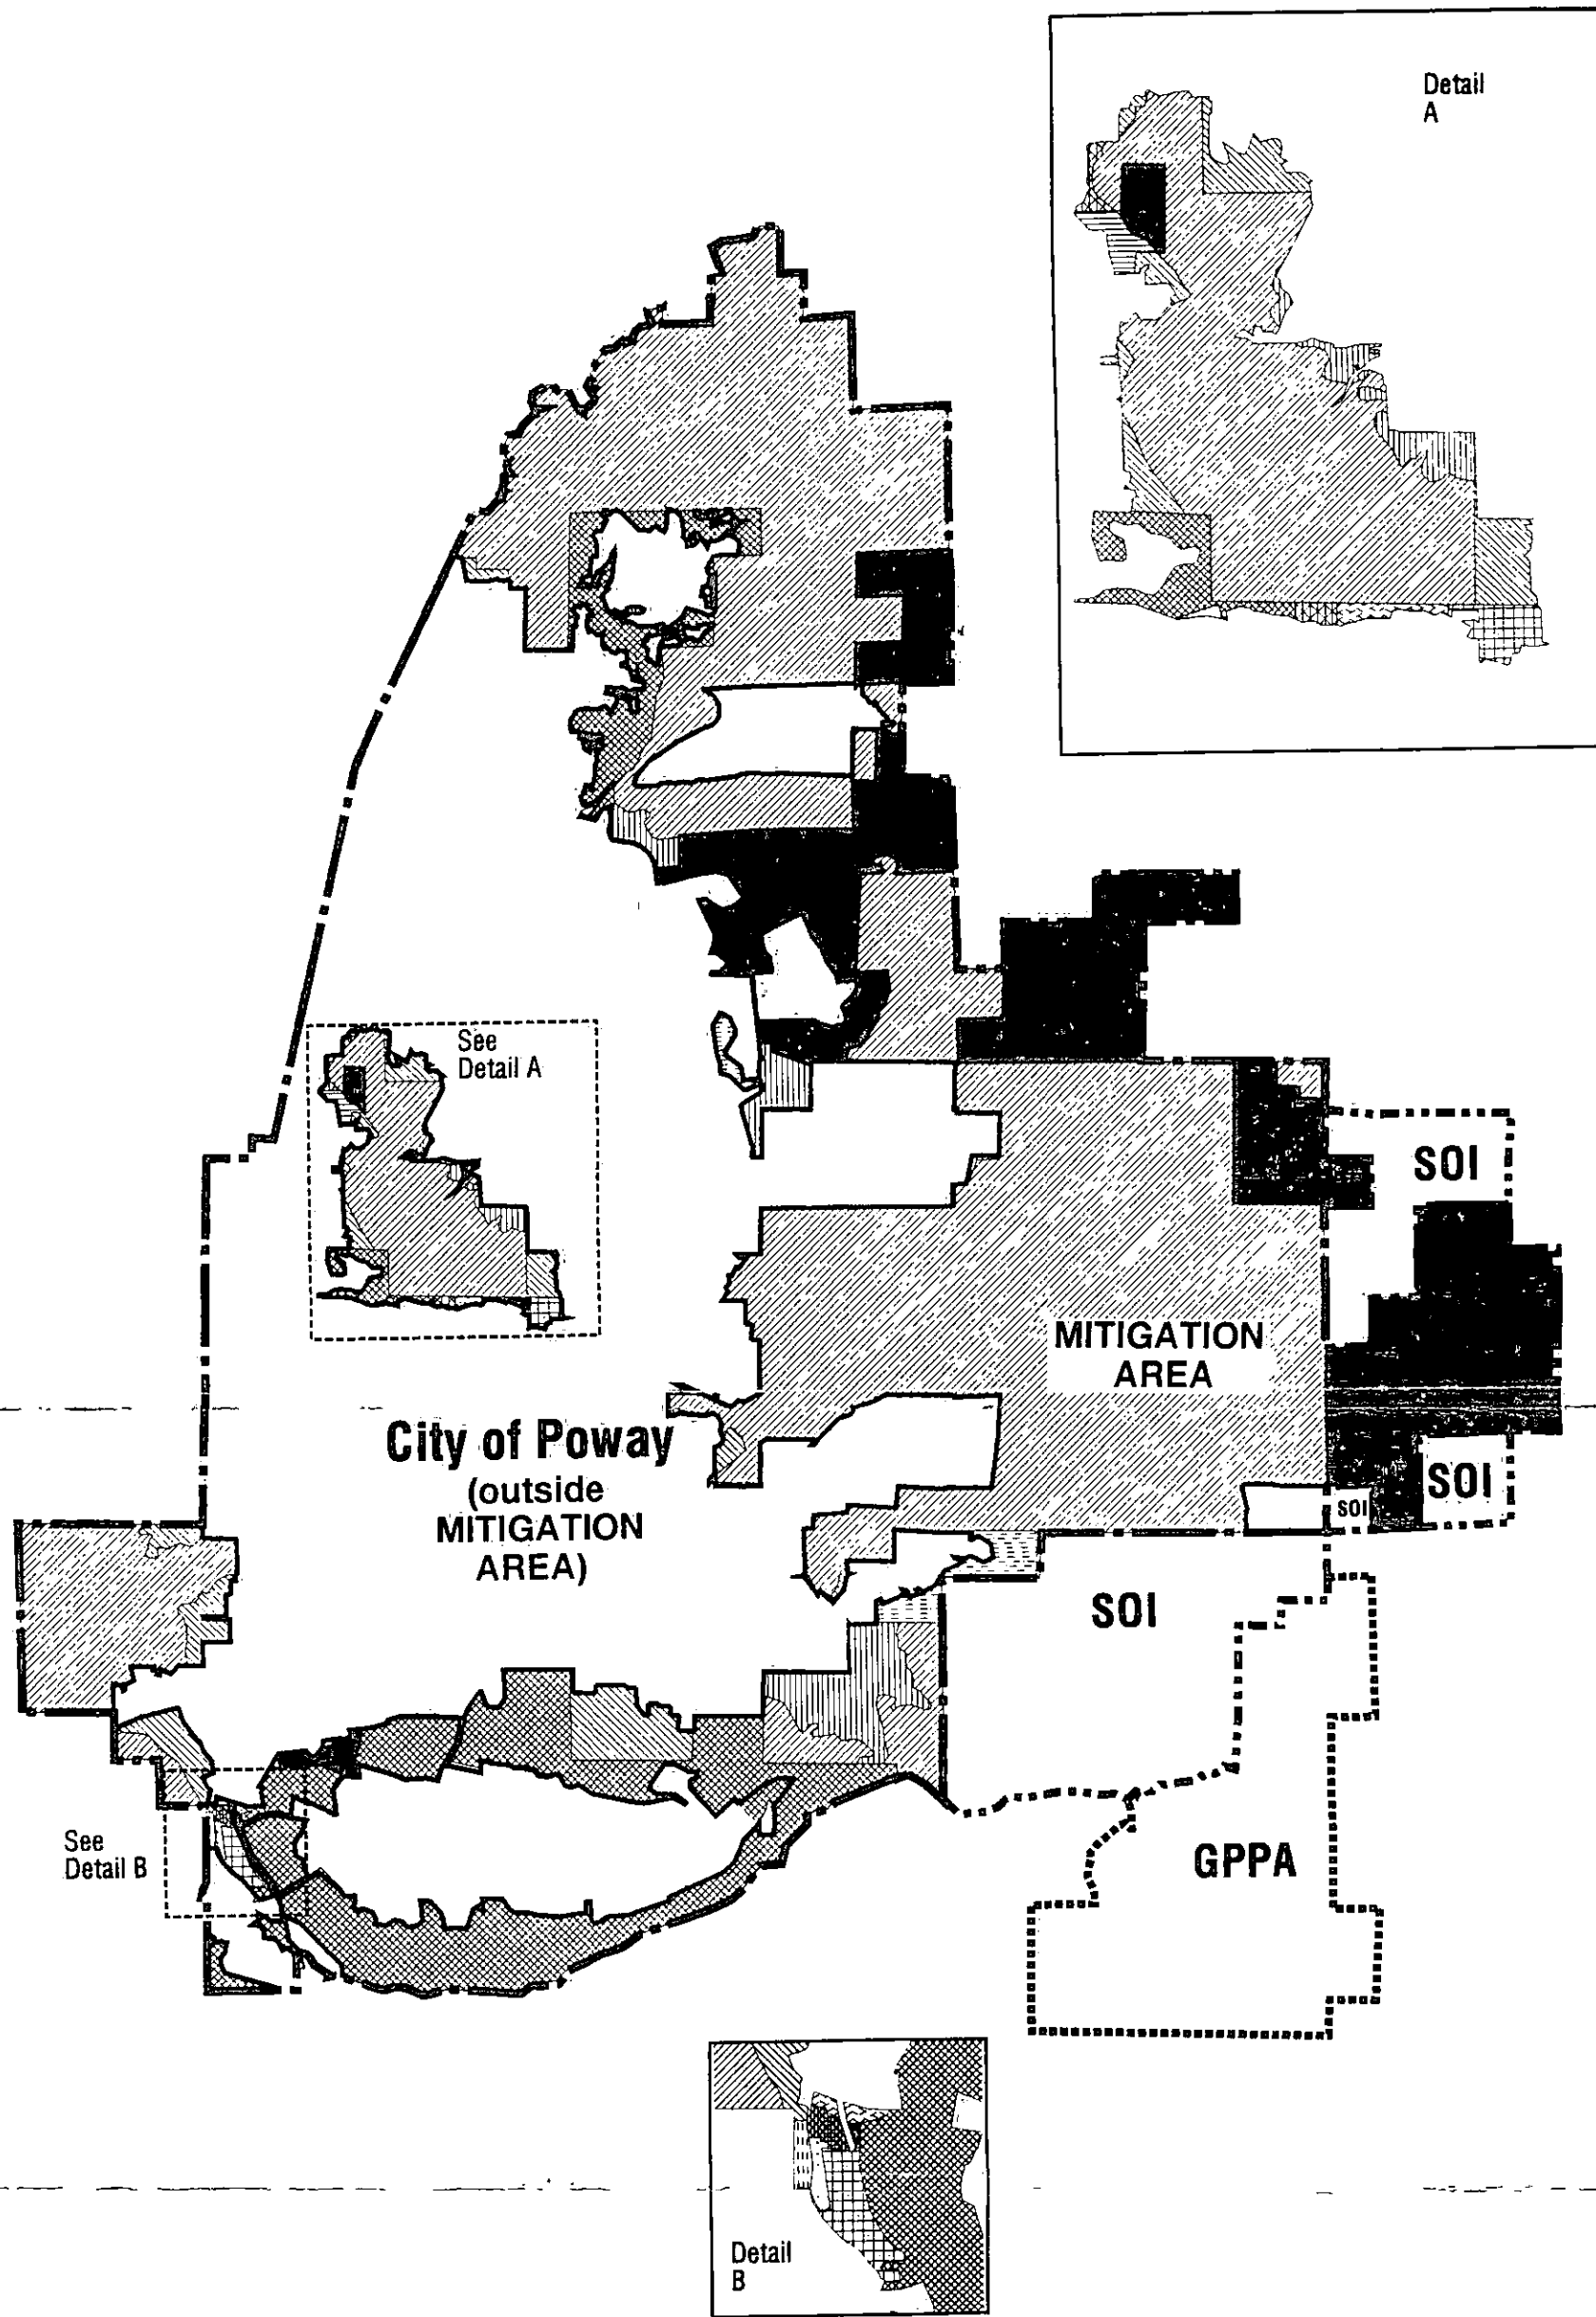 Detail
A
See
Detail A
SOI
MITIGATION
AREA
City of Poway
(outside
MITIGATION
AREA)
SOI
SOI
SOI
See
Detail B
GPPA
Detail
B